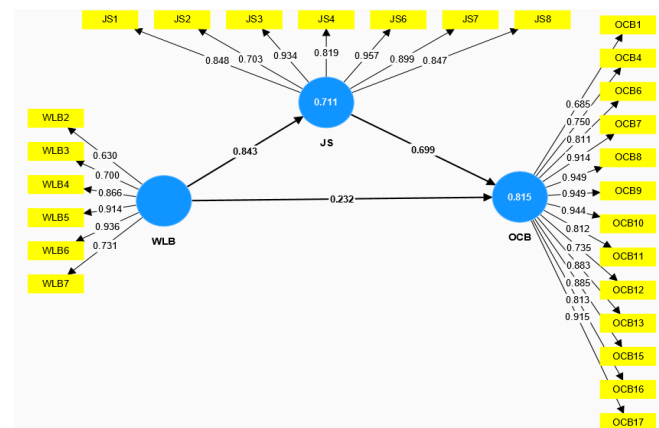 JS1
JS2
JS3
JS4
JS6
JS7
JS8
0.848
0.703
0.934
0.819
0.957
0.899
0.847
0.711
JS
WLB2
WLB3
WLB4
WLB5
WLB6
WLB7
0.630
0.700
0.866
0.914
0.936
0.731
WLB
0.843
0.699
0.232
0.815
OCB
0.685
0.750
0.811
0.914
0.949
0.949
0.944
0.812
0.735
0.883
0.885
0.813
0.915
OCB1
OCB4
OCB6
OCB7
OCB8
OCB9
OCB10
OCB11
OCB12
OCB13
OCB15
OCB16
OCB17